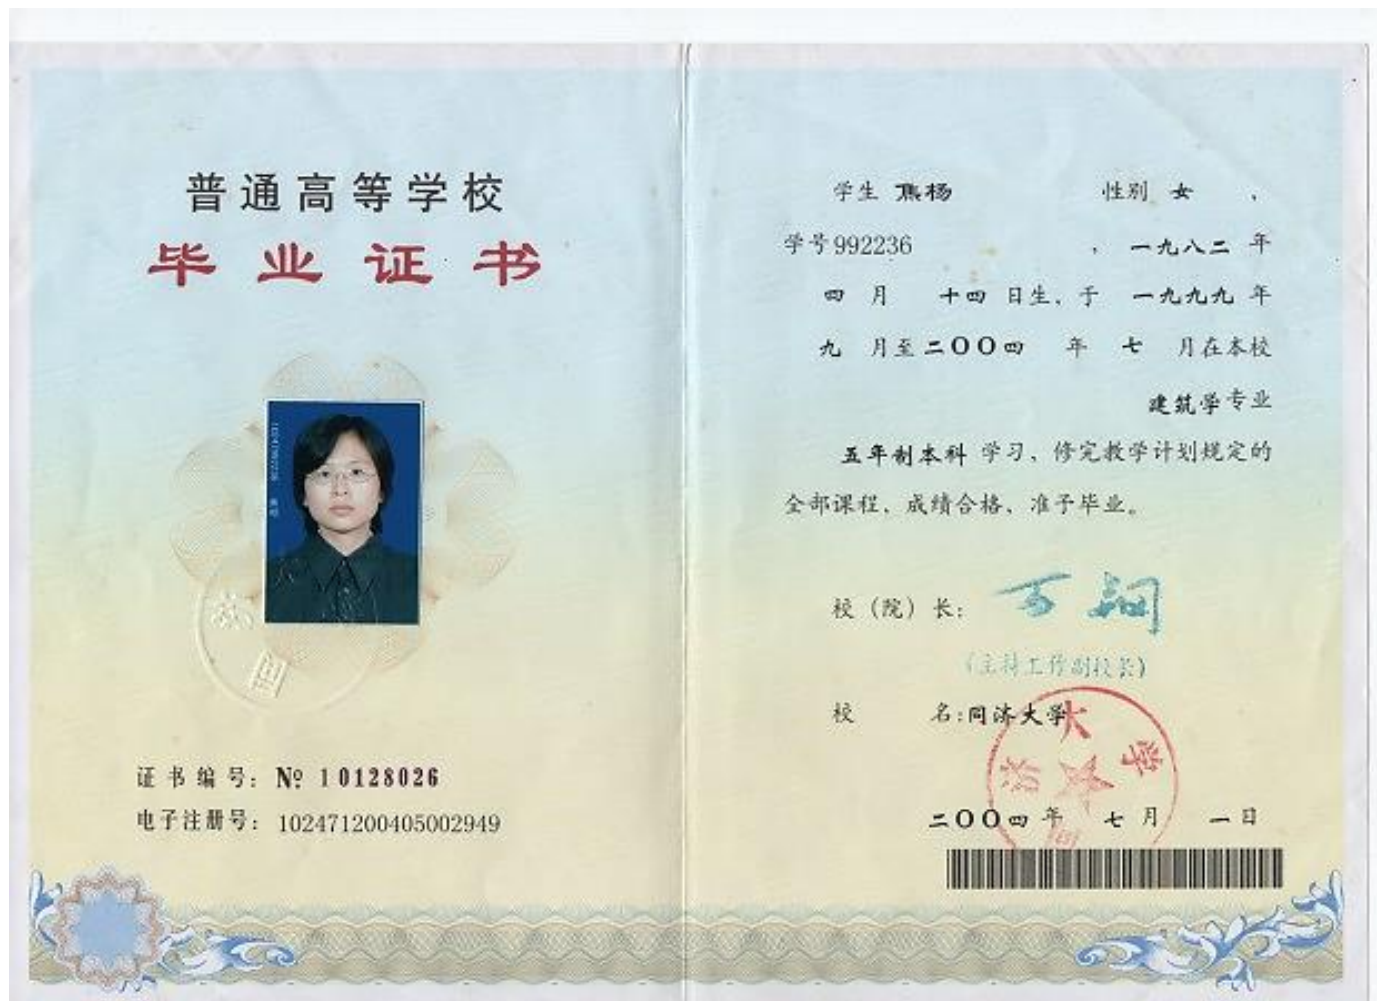 普通高等学校
毕业证书
证书编号: № 10128026
电子注册号: 102471200405002949
学生 焦杨 性别 女 、
学号992236 、 一九八二 年
四 月 十四 日生、于 一九九九 年
九 月至二〇〇四 年 七 月在本校
建筑学专业
五年制本科 学习、修完教学计划规定的
全部课程、成绩合格、准予毕业。
校（院）长: 万钢
（主持工作副校长）
校 名:同济大学
二〇〇四 年 七 月 一日